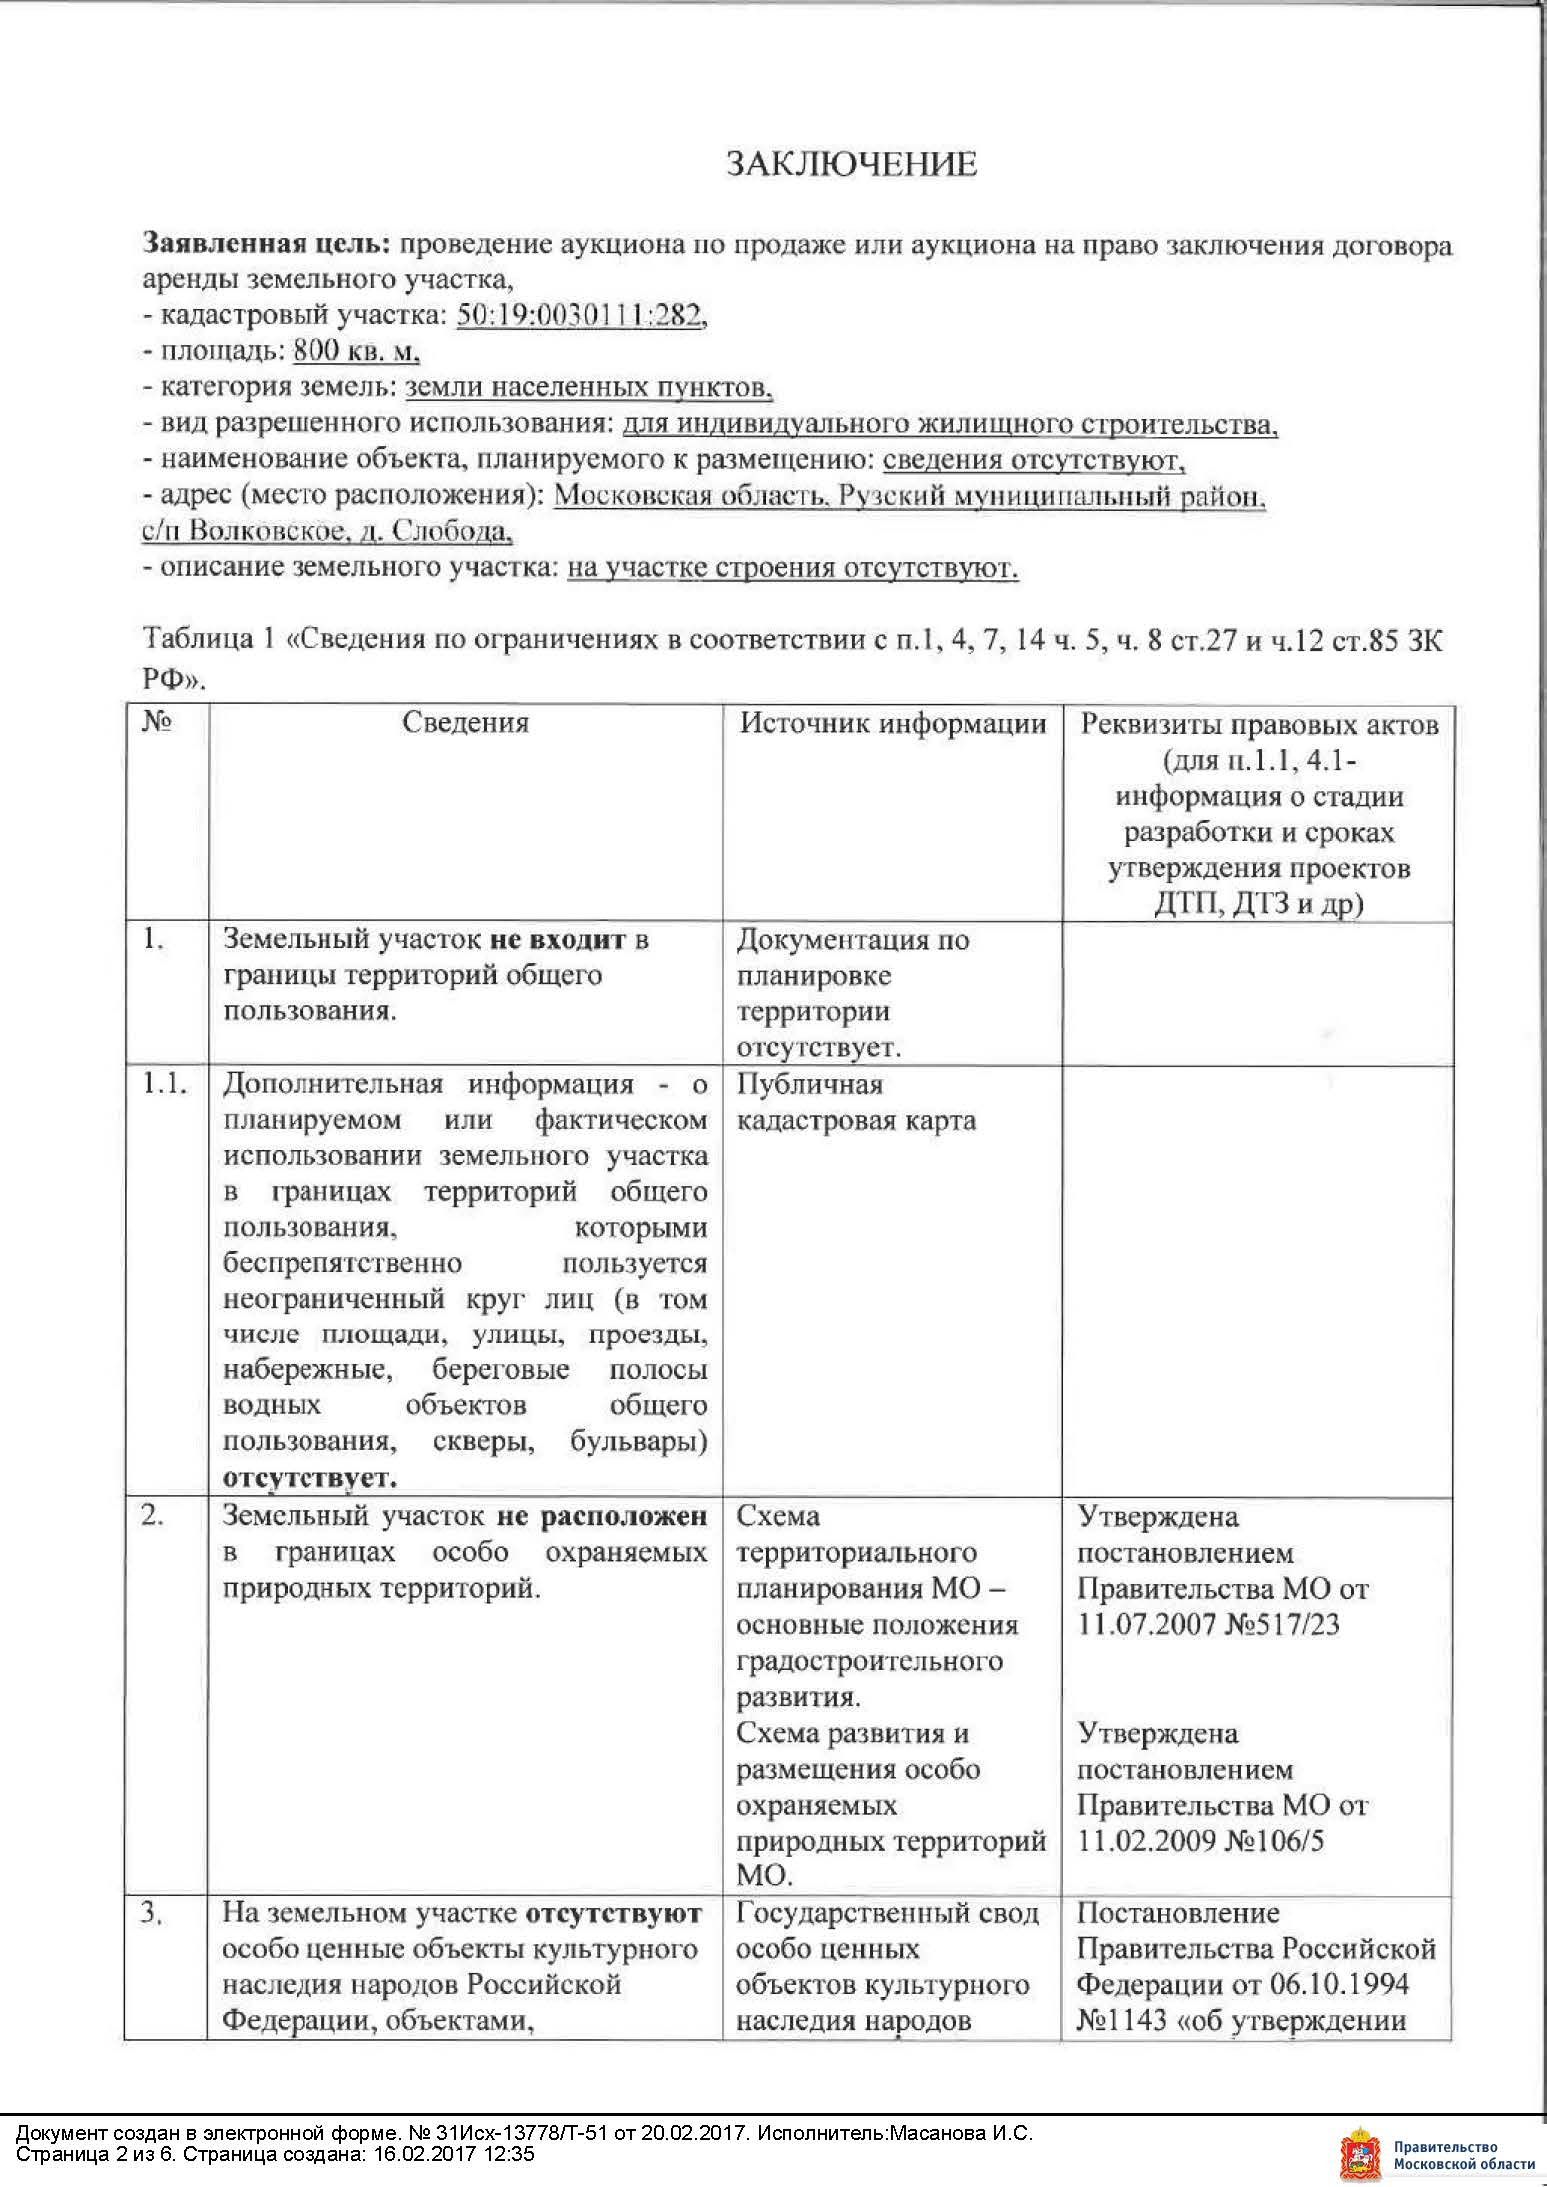 ЗАКЛЮЧЕНИЕ
Заявленная цель: проведение аукциона по продаже или аукциона на право заключения договора
аренды земельного участка,
- кадастровый участка: 50:19:0030111:282,
- площадь: 800 кв. м,
- категория земель: земли населенных пунктов,
- вид разрешенного использования: для индивидуального жилищного строительства,
- наименование объекта, планируемого к размещению: сведения отсутствуют,
- адрес (место расположения): Московская область, Рузский муниципальный район,
с/п Волковское, д. Слобода,
- описание земельного участка: на участке строения отсутствуют.
Таблица 1 «Сведения по ограничениях в соответствии с п.1, 4, 7, 14 ч. 5, ч. 8 ст.27 и ч.12 ст.85 ЗК
РФ».
№
Сведения
Источник информации
Реквизиты правовых актов
(для п.1.1, 4.1-
информация о стадии
разработки и сроках
утверждения проектов
ДТП, ДТЗ и др)
1.
Земельный участок не входит в
границы территорий общего
пользования.
Документация по
планировке
территории
отсутствует.
1.1.
Дополнительная информация - о
планируемом или фактическом
использовании земельного участка
в границах территорий общего
пользования, которыми
беспрепятственно пользуется
неограниченный круг лиц (в том
числе площади, улицы, проезды,
набережные, береговые полосы
водных объектов общего
пользования, скверы, бульвары)
отсутствует.
Публичная
кадастровая карта
2.
Земельный участок не расположен
в границах особо охраняемых
природных территорий.
Схема
территориального
планирования МО –
основные положения
градостроительного
развития.
Схема развития и
размещения особо
охраняемых
природных территорий
МО.
Утверждена
постановлением
Правительства МО от
11.07.2007 №517/23
Утверждена
постановлением
Правительства МО от
11.02.2009 №106/5
3.
На земельном участке отсутствуют
особо ценные объекты культурного
наследия народов Российской
Федерации, объектами,
Государственный свод
особо ценных
объектов культурного
наследия народов
Постановление
Правительства Российской
Федерации от 06.10.1994
№1143 «об утверждении
Документ создан в электронной форме. № 31Исх-13778/Т-51 от 20.02.2017. Исполнитель:Масанова И.С.
Страница 2 из 6. Страница создана: 16.02.2017 12:35
Правительство
Московской области